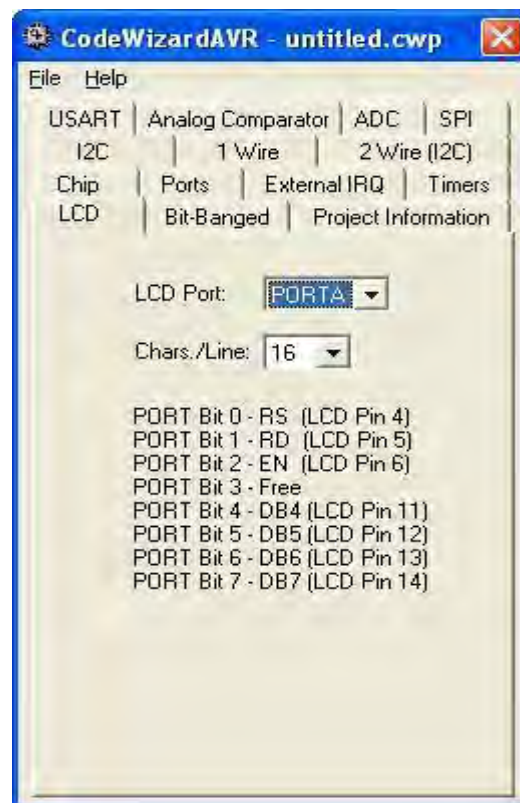 CodeWizardAVR - untitled.cwp
File Help
USART Analog Comparator ADC SPI
I2C 1 Wire 2 Wire (I2C)
Chip Ports External IRQ Timers
LCD Bit-Banged Project Information
LCD Port: PORTA
Chars./Line: 16
PORT Bit 0 - RS (LCD Pin 4)
PORT Bit 1 - RD (LCD Pin 5)
PORT Bit 2 - EN (LCD Pin 6)
PORT Bit 3 - Free
PORT Bit 4 - DB4 (LCD Pin 11)
PORT Bit 5 - DB5 (LCD Pin 12)
PORT Bit 6 - DB6 (LCD Pin 13)
PORT Bit 7 - DB7 (LCD Pin 14)